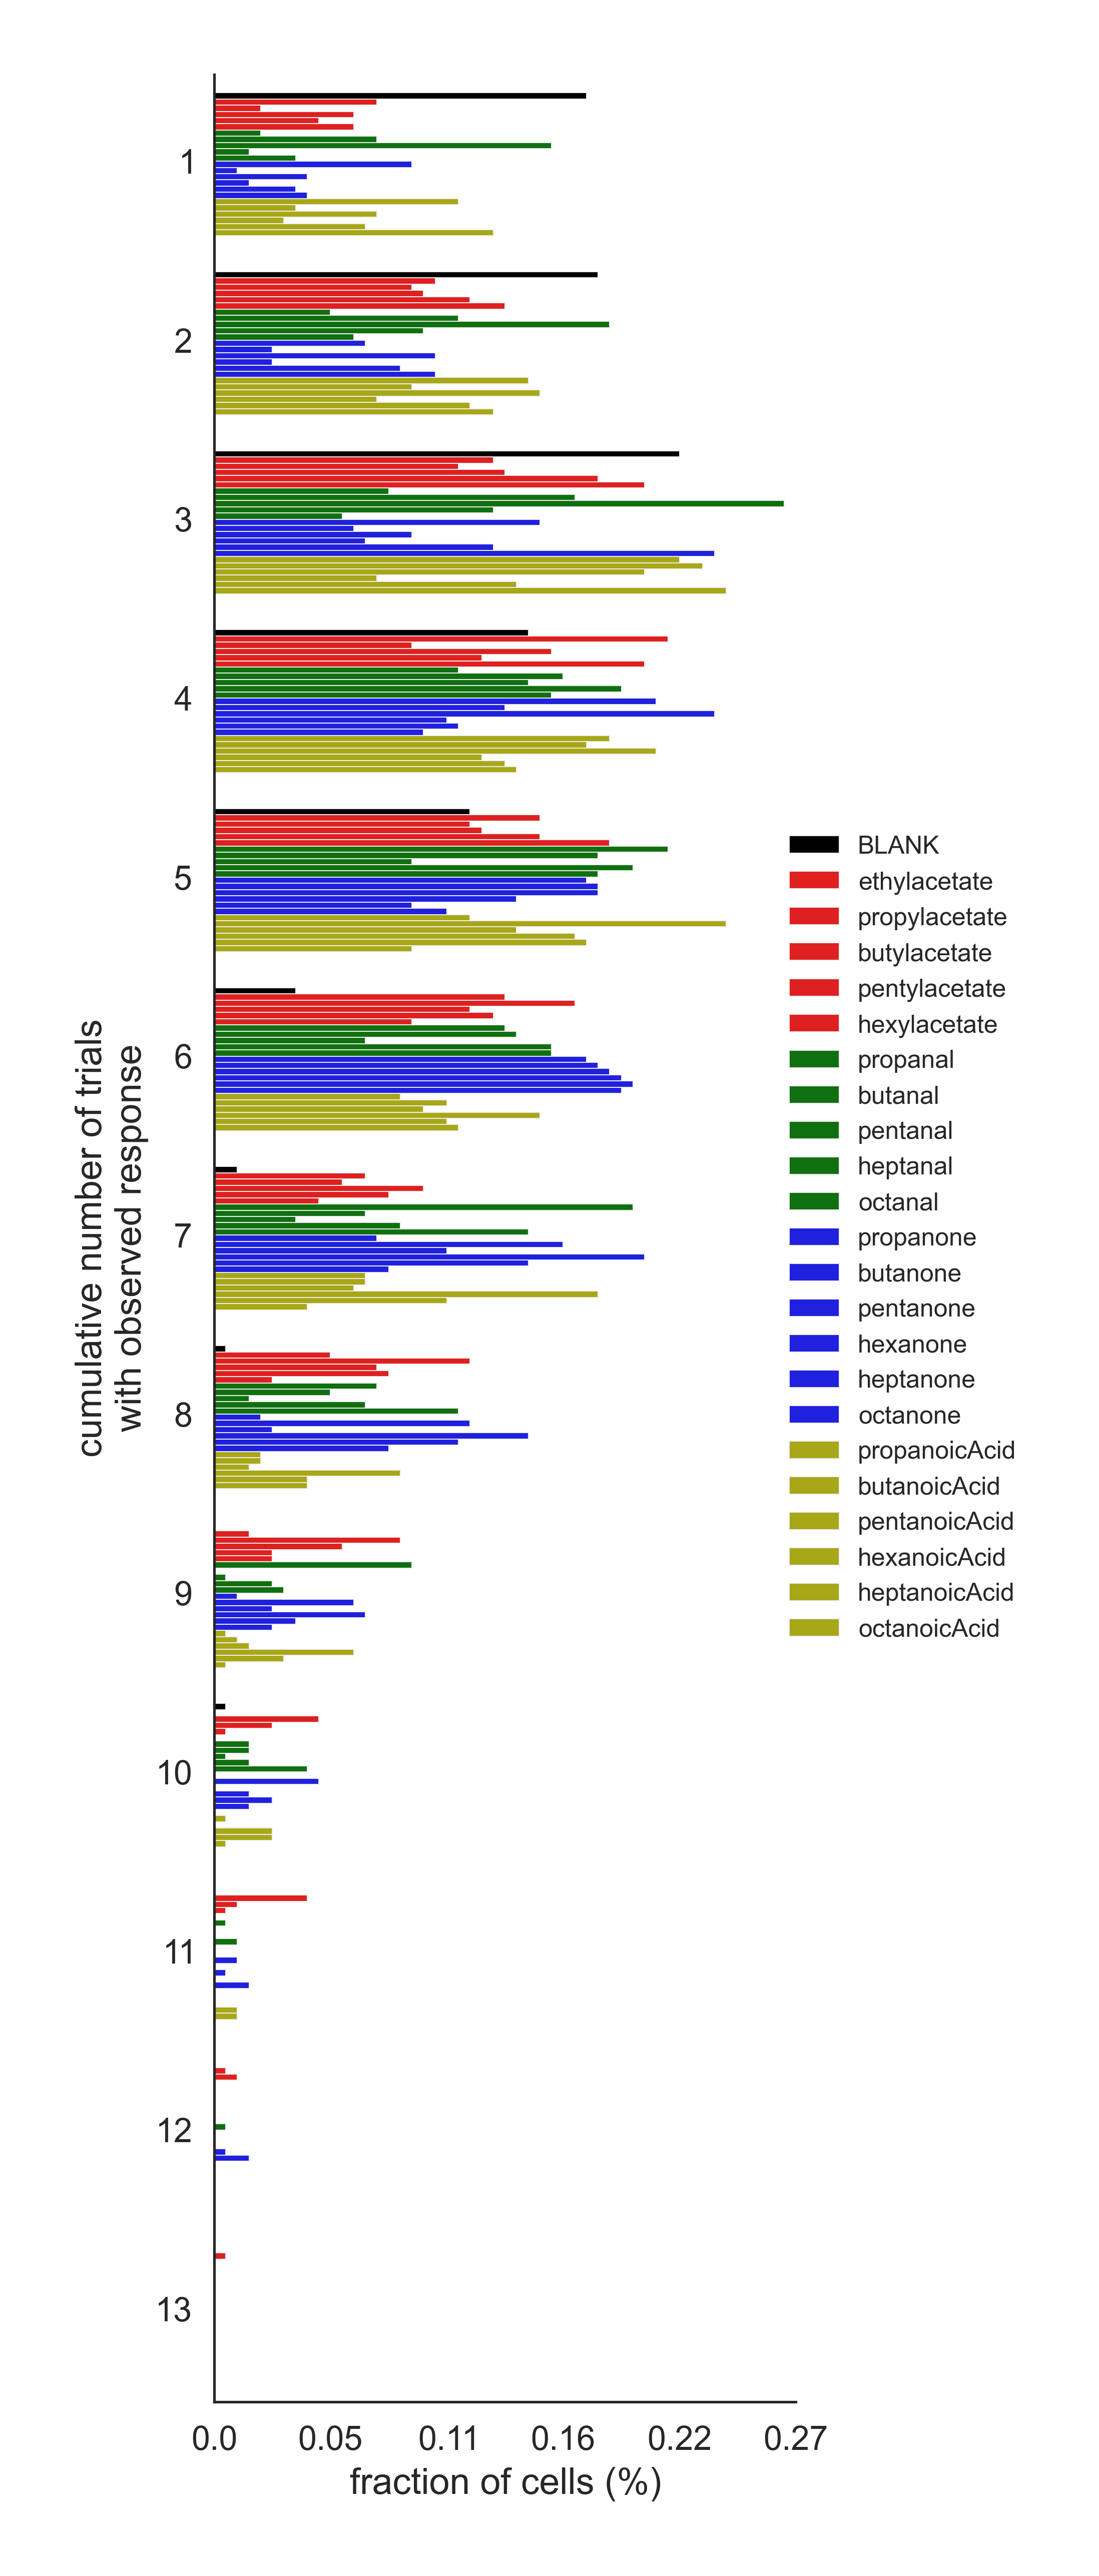 1
2
3
4
5
6
7
8
9
10
11
12
13
cumulative number of trials
with observed response
BLANK
ethylacetate
propylacetate
butylacetate
pentylacetate
hexylacetate
propanal
butanal
pentanal
heptanal
octanal
propanone
butanone
pentanone
hexanone
heptanone
octanone
propanoicAcid
butanoicAcid
pentanoicAcid
hexanoicAcid
heptanoicAcid
octanoicAcid
0.0 0.05 0.11 0.16 0.22 0.27
fraction of cells (%)